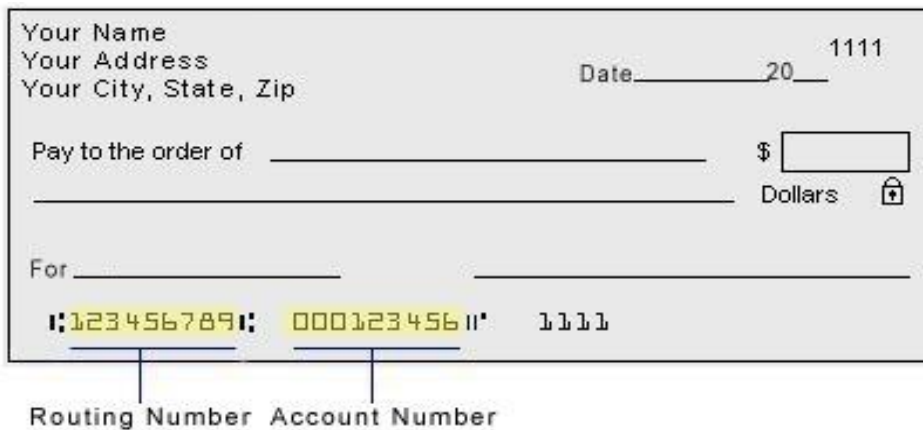 Your Name
Your Address
Your City, State, Zip
1111
Date 20
Pay to the order of $
Dollars
For
⑆123456789⑆ 000123456⑈ 1111
Routing Number Account Number